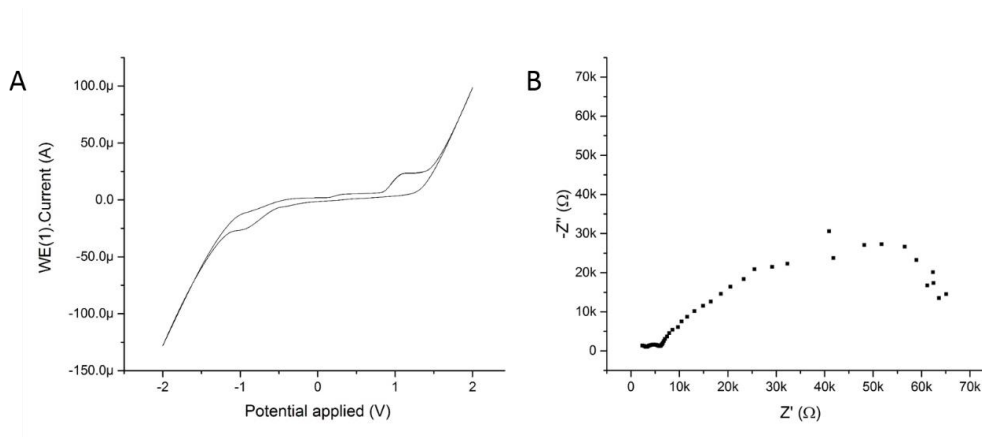 A
100.0µ
50.0µ
0.0
-50.0µ
-100.0µ
-150.0µ
WE(1).Current (A)
-2
-1
0
1
2
Potential applied (V)
B
70k
60k
50k
40k
30k
20k
10k
0
-Z" (Ω)
0
10k
20k
30k
40k
50k
60k
70k
Z' (Ω)